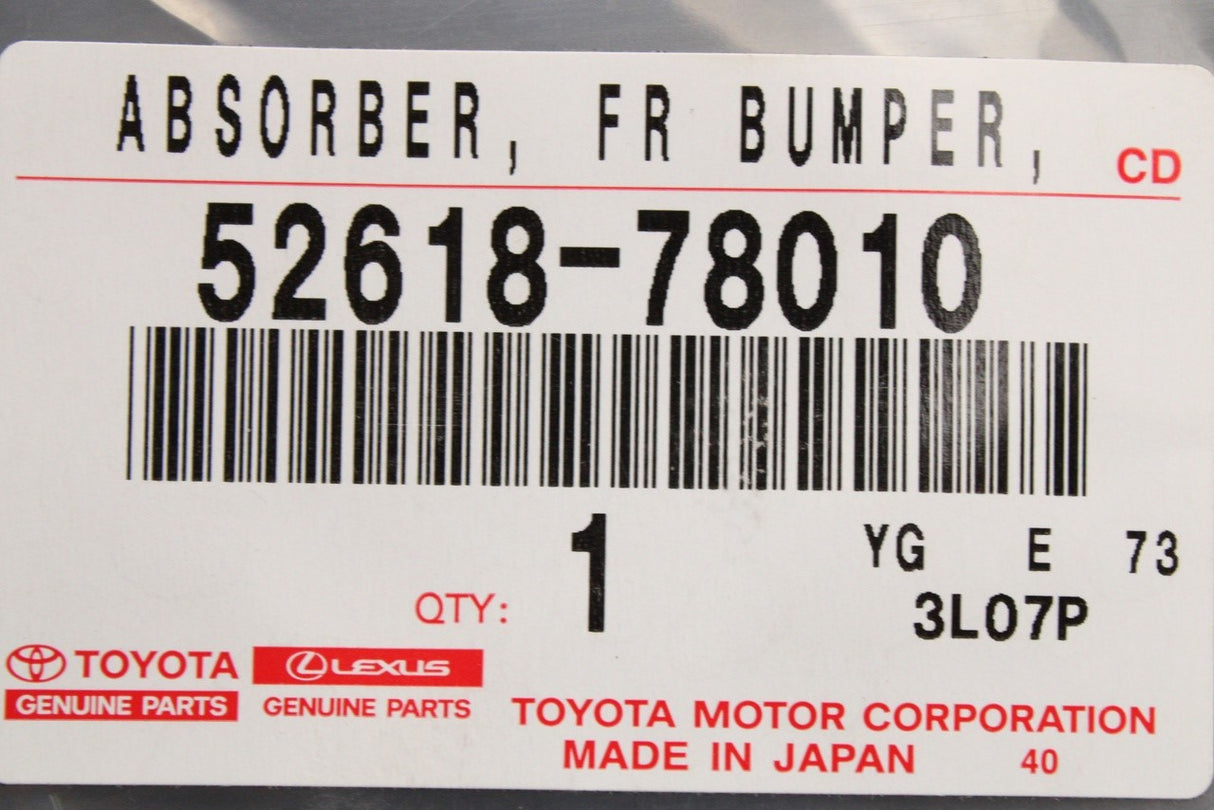 ABSORBER, FR BUMPER,
CD
52618-78010
1
YG E 73
QTY:
3L07P
TOYOTA
GENUINE PARTS
LEXUS
GENUINE PARTS
TOYOTA MOTOR CORPORATION
MADE IN JAPAN 40